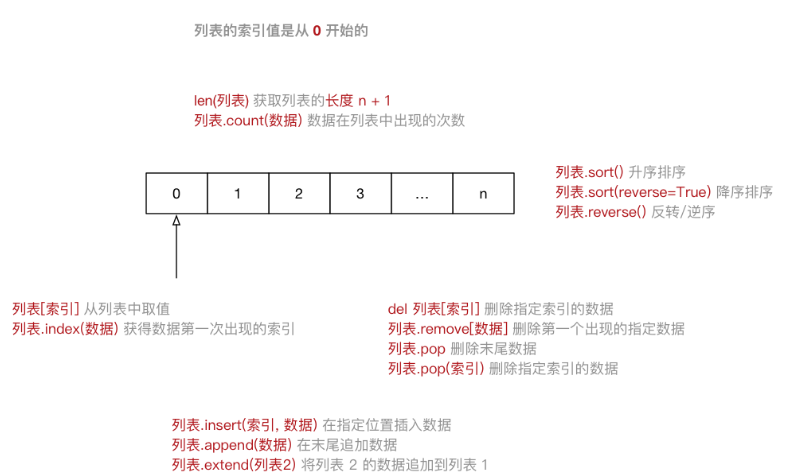 列表的索引值是从 0 开始的
len(列表) 获取列表的长度 n + 1
列表.count(数据) 数据在列表中出现的次数
0 1 2 3 ... n
列表.sort() 升序排序
列表.sort(reverse=True) 降序排序
列表.reverse() 反转/逆序
列表[索引] 从列表中取值
列表.index(数据) 获得数据第一次出现的索引
del 列表[索引] 删除指定索引的数据
列表.remove[数据] 删除第一个出现的指定数据
列表.pop 删除末尾数据
列表.pop(索引) 删除指定索引的数据
列表.insert(索引, 数据) 在指定位置插入数据
列表.append(数据) 在末尾追加数据
列表.extend(列表2) 将列表 2 的数据追加到列表 1